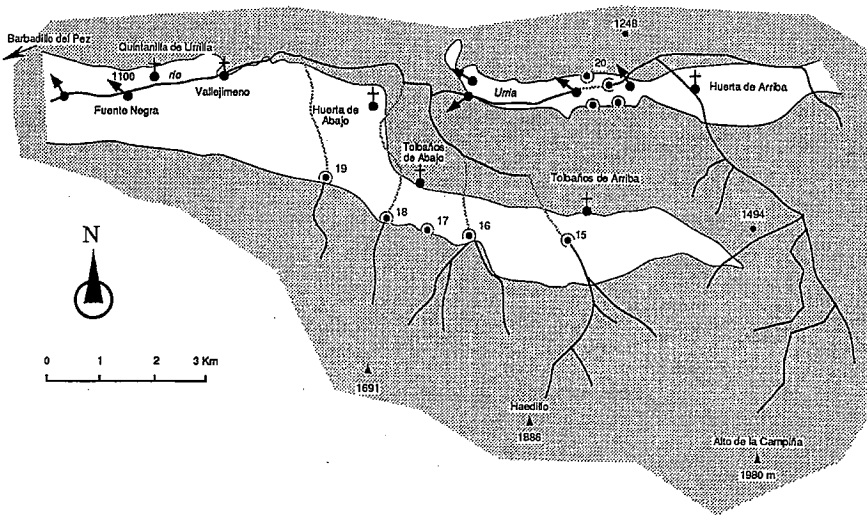 Barbadillo del Pez
Quintanilla de Urrilla
1248
1100
río
20
Fuente Negra
Vallejimeno
Urria
Huerta de Arriba
Huerta de
Abajo
Tolbaños
de Abajo
19
Tolbaños de Arriba
18
17
16
15
1494
N
0 1 2 3 Km
1691
Haedillo
1886
Alto de la Campiña
1980 m